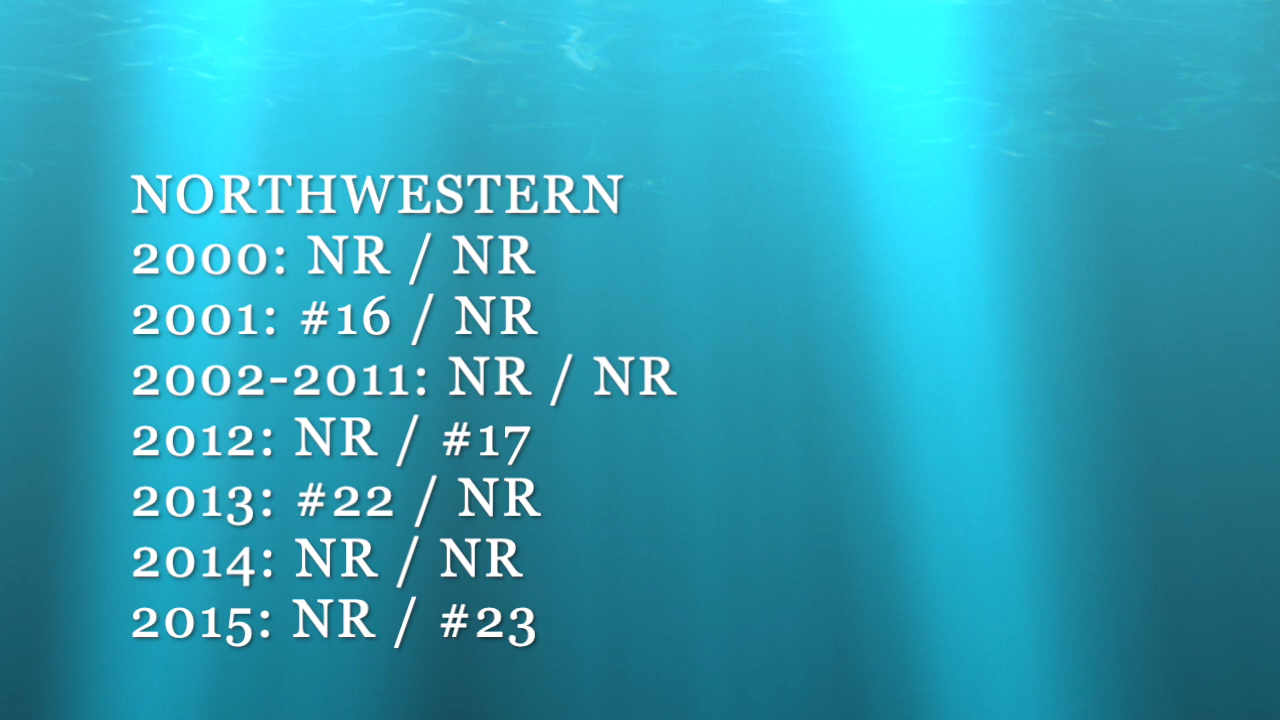 NORTHWESTERN
2000: NR / NR
2001: #16 / NR
2002-2011: NR / NR
2012: NR / #17
2013: #22 / NR
2014: NR / NR
2015: NR / #23